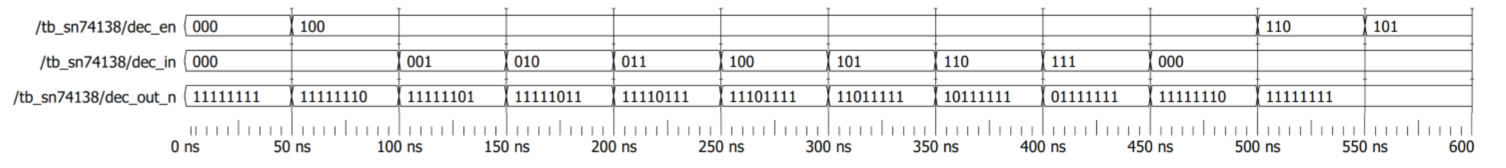 /tb_sn74138/dec_en 000 100 110 101
/tb_sn74138/dec_in 000 001 010 011 100 101 110 111 000
/tb_sn74138/dec_out_n 11111111 11111110 11111101 11111011 11110111 11101111 11011111 10111111 01111111 11111110 11111111
0 ns 50 ns 100 ns 150 ns 200 ns 250 ns 300 ns 350 ns 400 ns 450 ns 500 ns 550 ns 600